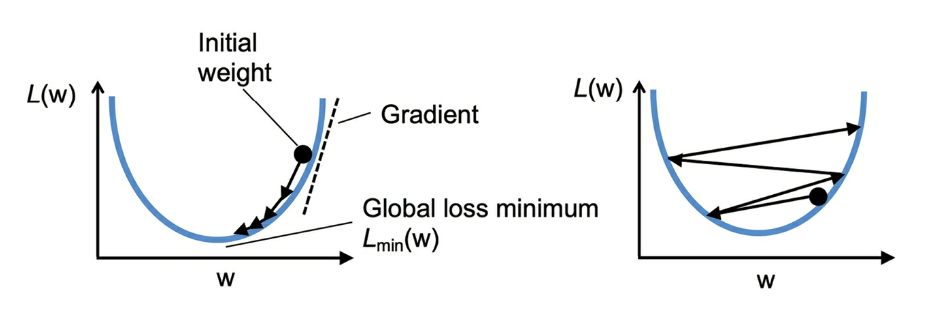 Initial
weight
L(w)
Gradient
Global loss minimum
Lmin(w)
w
L(w)
w